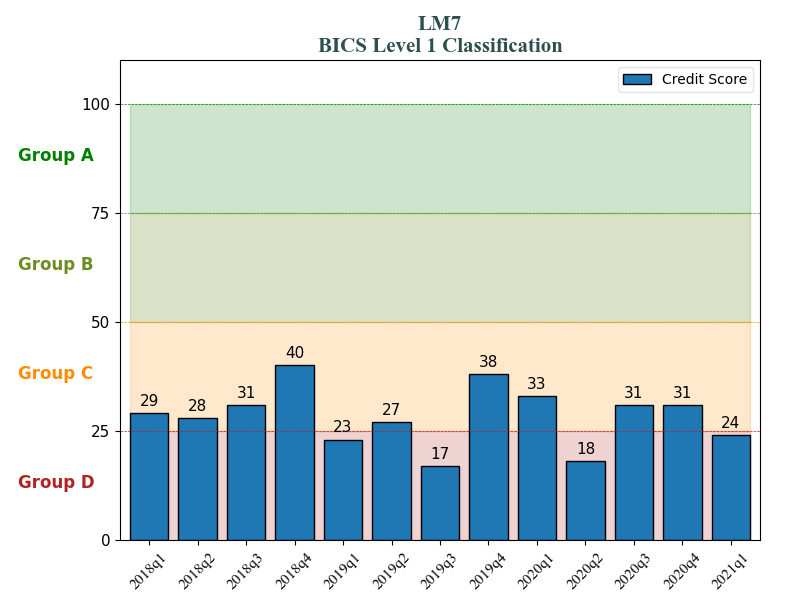 LM7
BICS Level 1 Classification
Credit Score
100
Group A
75
Group B
50
Group C
25
Group D
0
29
28
31
40
23
27
17
38
33
18
31
31
24
2018q1
2018q2
2018q3
2018q4
2019q1
2019q2
2019q3
2019q4
2020q1
2020q2
2020q3
2020q4
2021q1